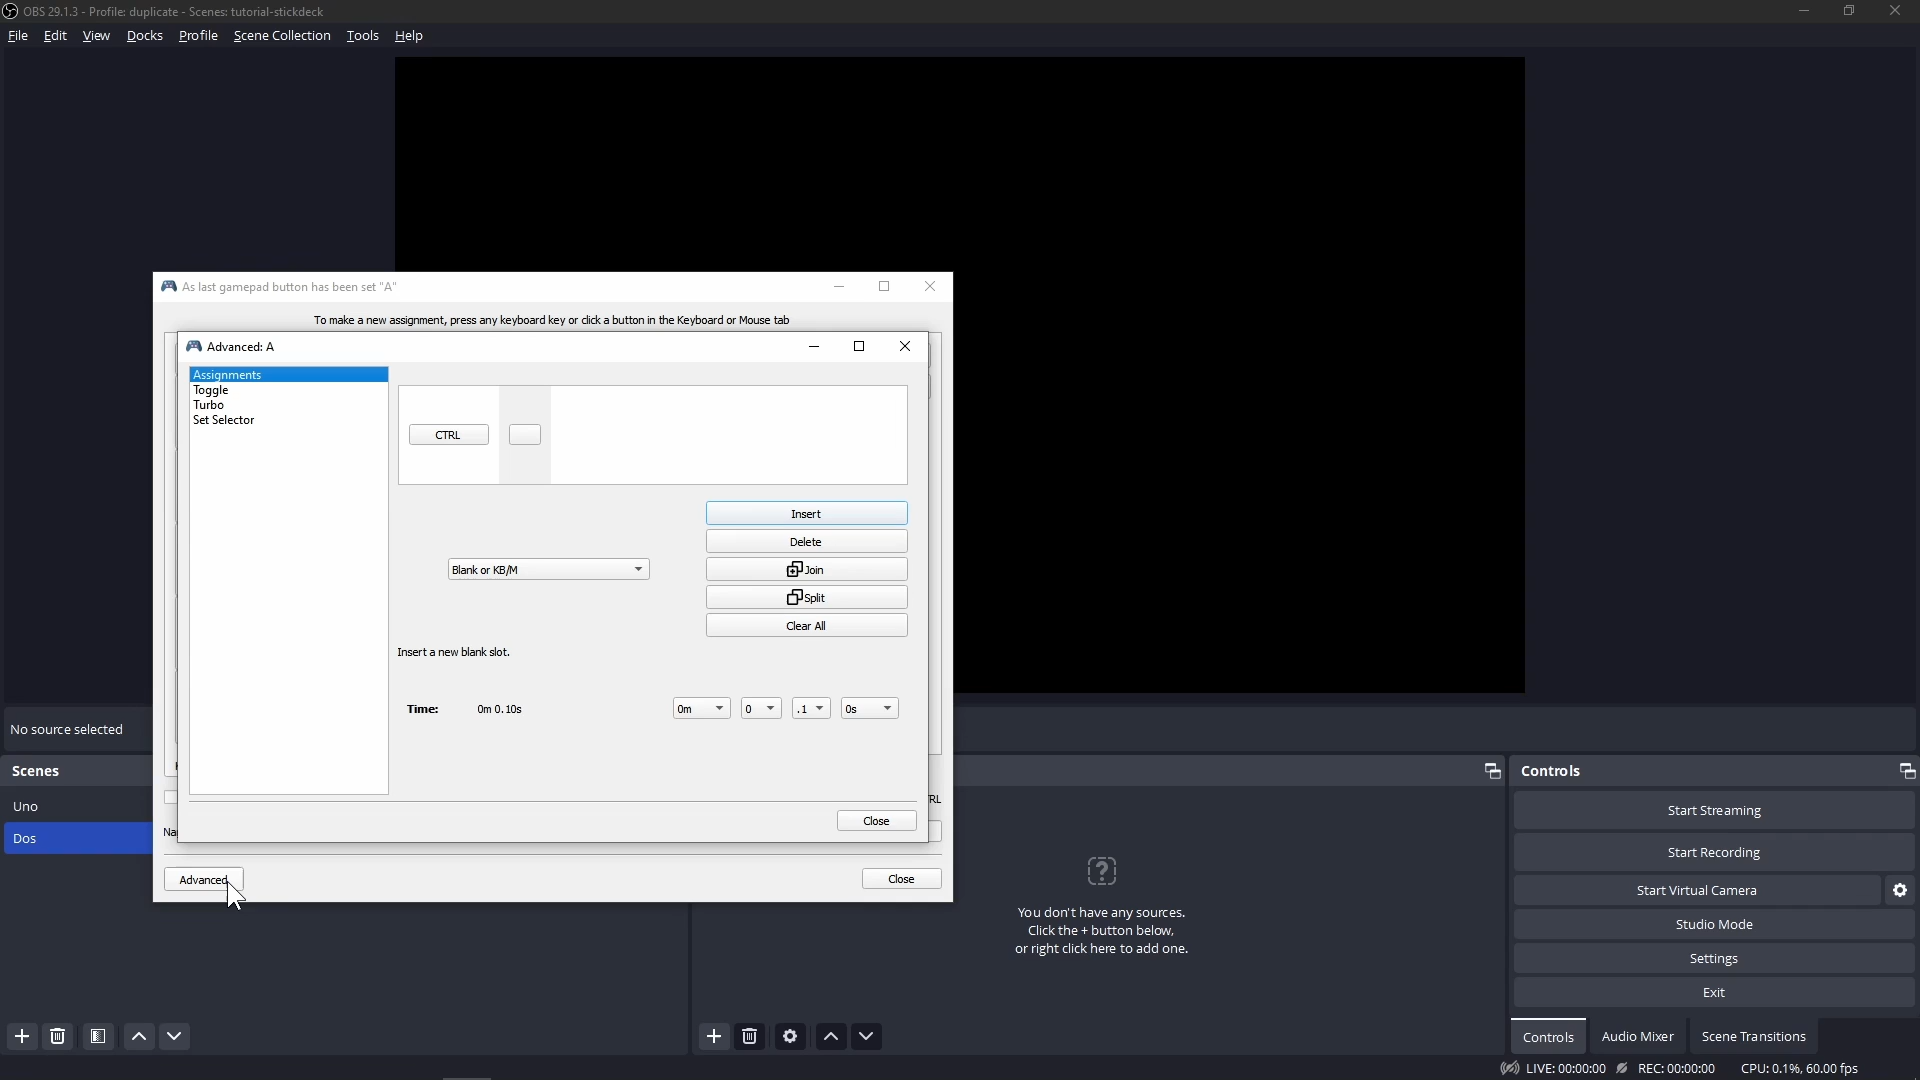 OBS 29.1.3 - Profile: duplicate - Scenes: tutorial-stickdeck
File Edit View Docks Profile Scene Collection Tools Help
As last gamepad button has been set "A"
To make a new assignment, press any keyboard key or click a button in the Keyboard or Mouse tab
Advanced: A
Assignments
Toggle
Turbo
Set Selector
CTRL
Insert
Delete
Blank or KB/M
Join
Split
Clear All
Insert a new blank slot.
Time: 0m 0.10s 0m 0 .1 0s
Close
Advanced
Close
No source selected
Scenes
Uno
Dos
You don't have any sources.
Click the + button below,
or right click here to add one.
Controls
Start Streaming
Start Recording
Start Virtual Camera
Studio Mode
Settings
Exit
Controls Audio Mixer Scene Transitions
LIVE: 00:00:00 REC: 00:00:00 CPU: 0.1%, 60.00 fps